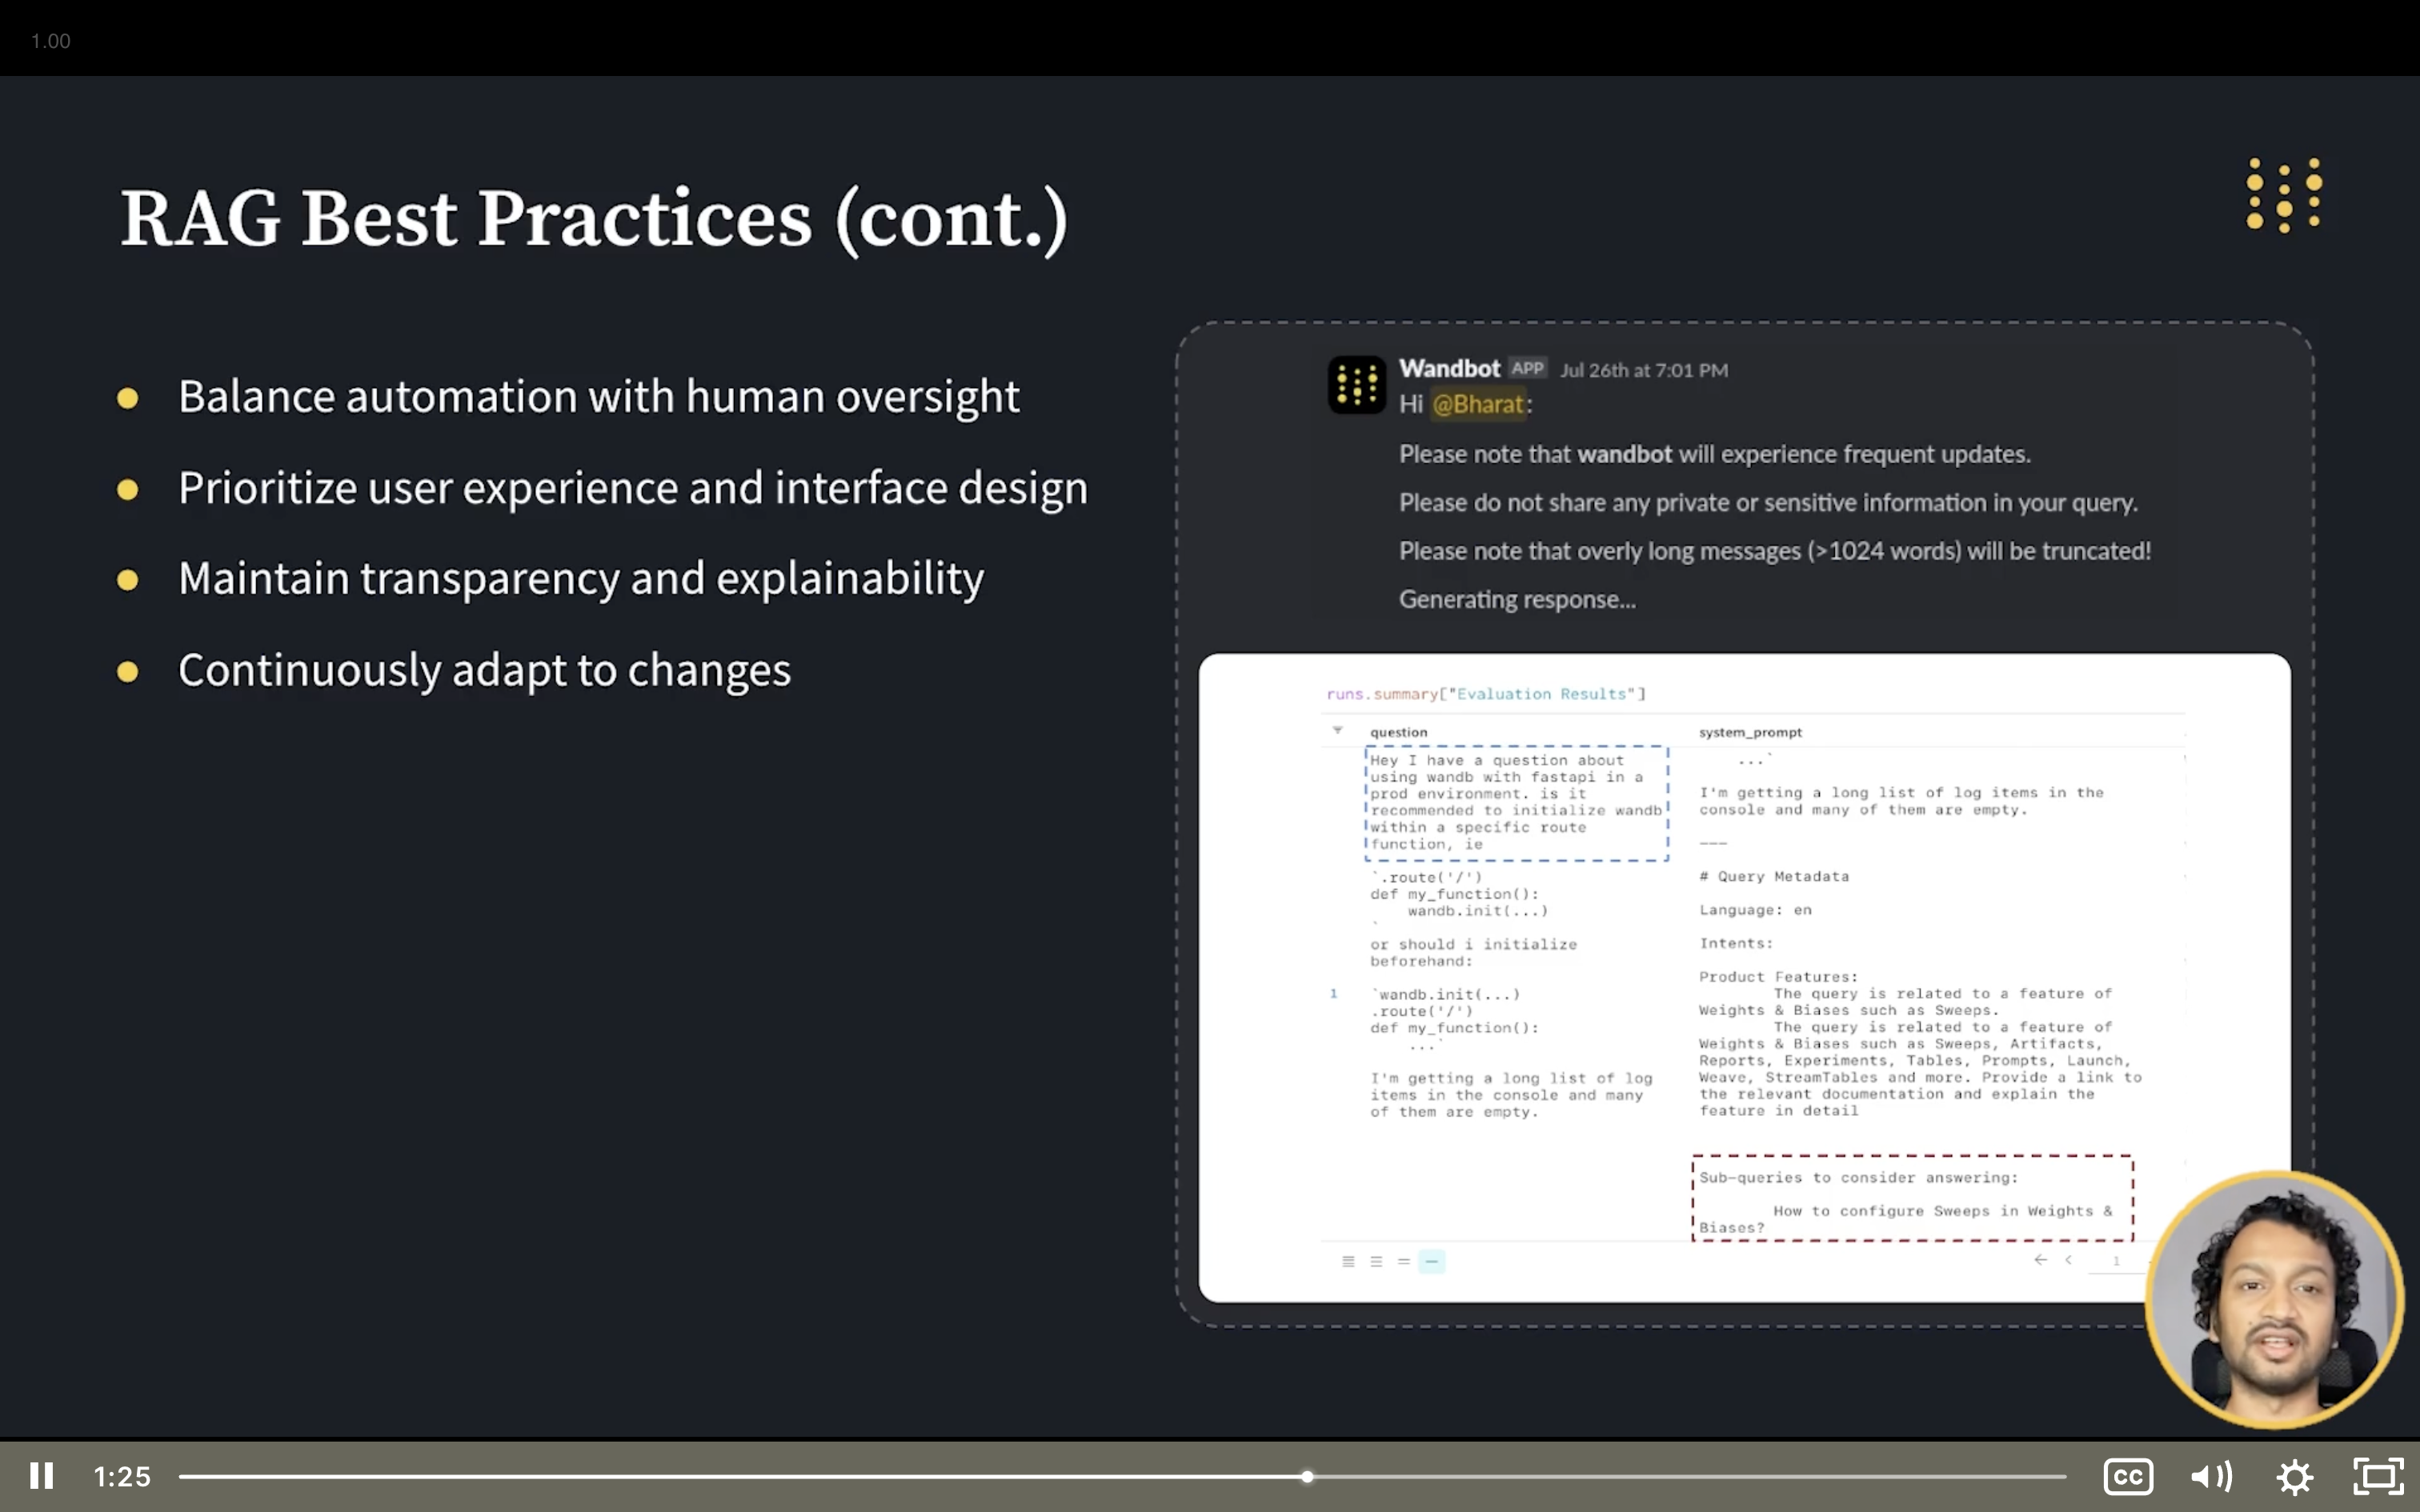 1.00
RAG Best Practices (cont.)
Balance automation with human oversight
Prioritize user experience and interface design
Maintain transparency and explainability
Continuously adapt to changes
Wandbot APP Jul 26th at 7:01 PM
Hi @Bharat:
Please note that wandbot will experience frequent updates.
Please do not share any private or sensitive information in your query.
Please note that overly long messages (>1024 words) will be truncated!
Generating response...
runs.summary["Evaluation Results"]
question
Hey I have a question about
using wandb with fastapi in a
prod environment. is it
recommended to initialize wandb
within a specific route
function, ie
`.route('/')
def my_function():
    wandb.init(...)
`
or should i initialize
beforehand:
1
`wandb.init(...)
.route('/')
def my_function():
    ...`
I'm getting a long list of log
items in the console and many
of them are empty.
system_prompt
    ...`
I'm getting a long list of log items in the
console and many of them are empty.
———
# Query Metadata
Language: en
Intents:
Product Features:
        The query is related to a feature of
Weights & Biases such as Sweeps.
        The query is related to a feature of
Weights & Biases such as Sweeps, Artifacts,
Reports, Experiments, Tables, Prompts, Launch,
Weave, StreamTables and more. Provide a link to
the relevant documentation and explain the
feature in detail
Sub-queries to consider answering:
        How to configure Sweeps in Weights &
Biases?
1
1:25
CC